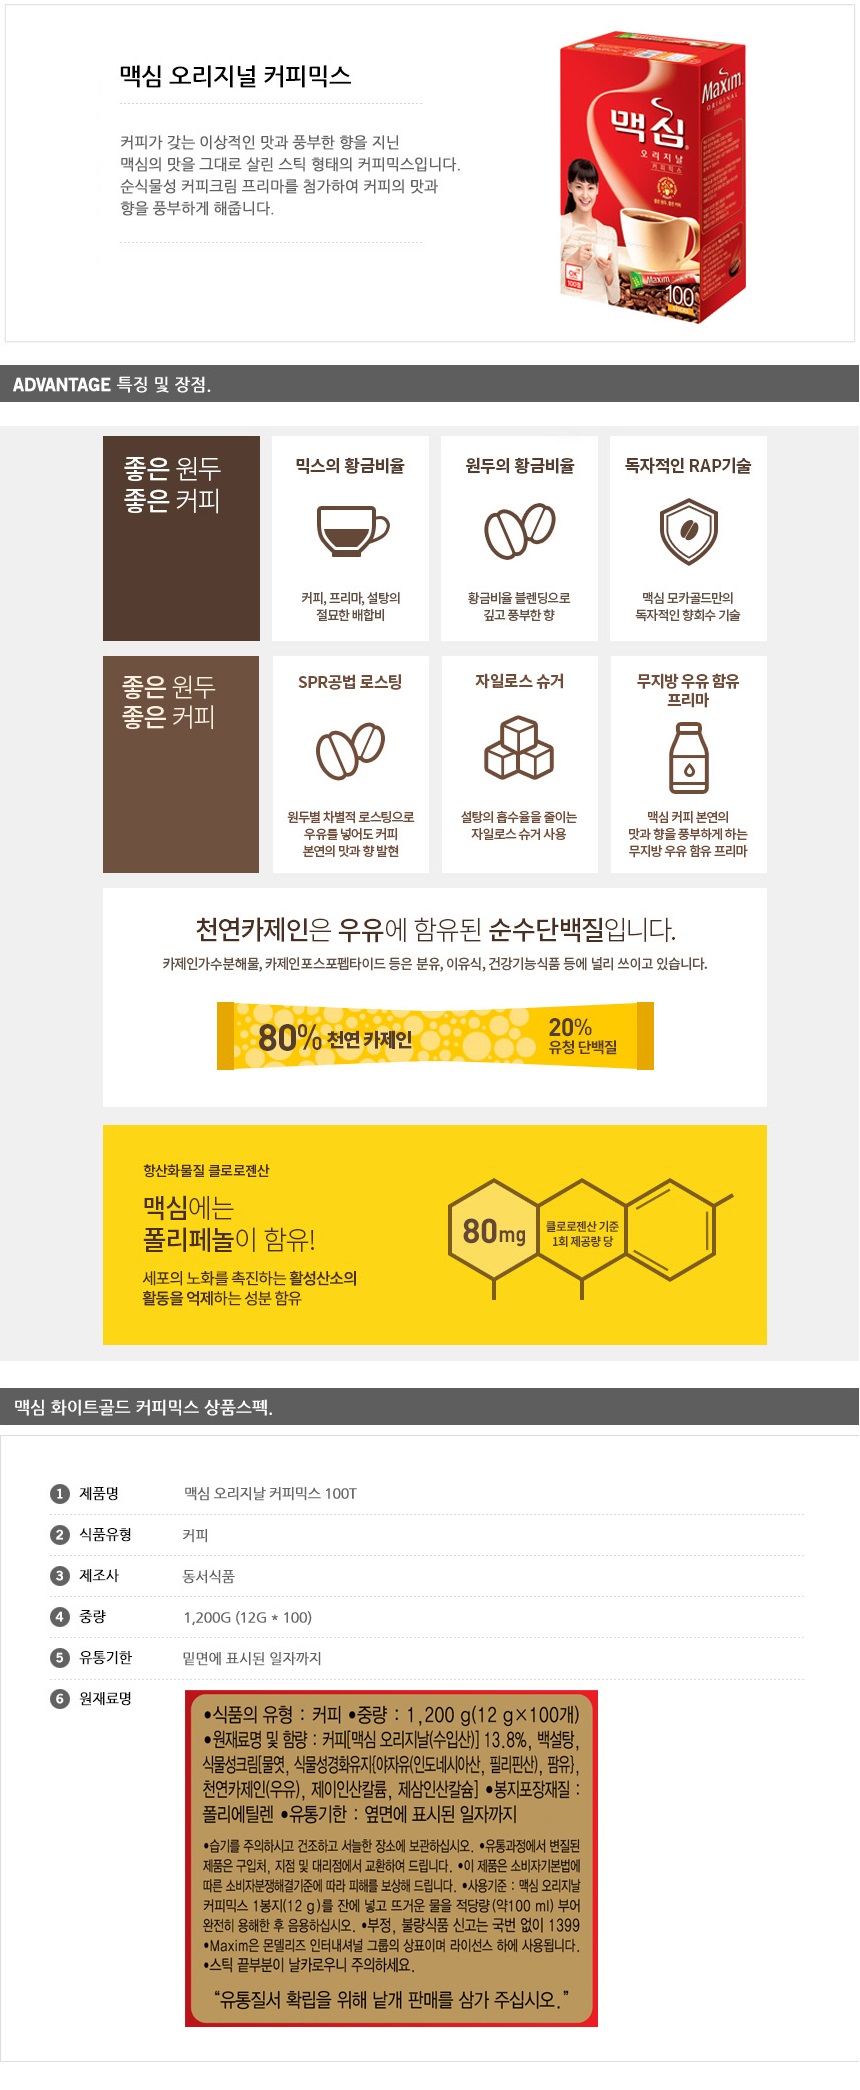 맥심 오리지널 커피믹스
커피가 갖는 이상적인 맛과 풍부한 향을 지닌
맥심의 맛을 그대로 살린 스틱 형태의 커피믹스입니다.
순식물성 커피크림 프리마를 첨가하여 커피의 맛과
향을 풍부하게 해줍니다.
Maxim
ORIGINAL
맥심
오리지날
커피믹스
Maxim
100
ADVANTAGE 특징 및 장점.
좋은 원두
좋은 커피
믹스의 황금비율
커피, 프리마, 설탕의
절묘한 배합비
원두의 황금비율
황금비율 블렌딩으로
깊고 풍부한 향
독자적인 RAP기술
맥심 모카골드만의
독자적인 향회수 기술
좋은 원두
좋은 커피
SPR공법 로스팅
원두별 차별적 로스팅으로
우유를 넣어도 커피
본연의 맛과 향 발현
자일로스 슈거
설탕의 흡수율을 줄이는
자일로스 슈거 사용
무지방 우유 함유
프리마
맥심 커피 본연의
맛과 향을 풍부하게 하는
무지방 우유 함유 프리마
천연카제인은 우유에 함유된 순수단백질입니다.
카제인가수분해물, 카제인포스포펩타이드 등은 분유, 이유식, 건강기능식품 등에 널리 쓰이고 있습니다.
80% 천연 카제인
20%
유청 단백질
항산화물질 클로로젠산
맥심에는
폴리페놀이 함유!
세포의 노화를 촉진하는 활성산소의
활동을 억제하는 성분 함유
80mg
클로로젠산 기준
1회 제공량 당
맥심 화이트골드 커피믹스 상품스펙.
1 제품명 맥심 오리지날 커피믹스 100T
2 식품유형 커피
3 제조사 동서식품
4 중량 1,200G (12G * 100)
5 유통기한 밑면에 표시된 일자까지
6 원재료명
•식품의 유형 : 커피 •중량 : 1,200 g(12 g×100개)
•원재료명 및 함량 : 커피[맥심 오리지날(수입산)] 13.8%, 백설탕,
식물성크림[물엿, 식물성경화유지{야자유(인도네시아산, 필리핀산), 팜유},
천연카제인(우유), 제이인산칼륨, 제삼인산칼슘] •봉지포장재질 :
폴리에틸렌 •유통기한 : 옆면에 표시된 일자까지
•습기를 주의하시고 건조하고 서늘한 장소에 보관하십시오. •유통과정에서 변질된
제품은 구입처, 지점 및 대리점에서 교환하여 드립니다. •이 제품은 소비자기본법에
따른 소비자분쟁해결기준에 따라 피해를 보상해 드립니다. •사용기준 : 맥심 오리지날
커피믹스 1봉지(12 g)를 잔에 넣고 뜨거운 물을 적당량(약100 ml) 부어
완전히 용해한 후 음용하십시오. •부정, 불량식품 신고는 국번 없이 1399
•Maxim은 몬델리즈 인터내셔널 그룹의 상표이며 라이선스 하에 사용됩니다.
•스틱 끝부분이 날카로우니 주의하세요.
“유통질서 확립을 위해 낱개 판매를 삼가 주십시오.”